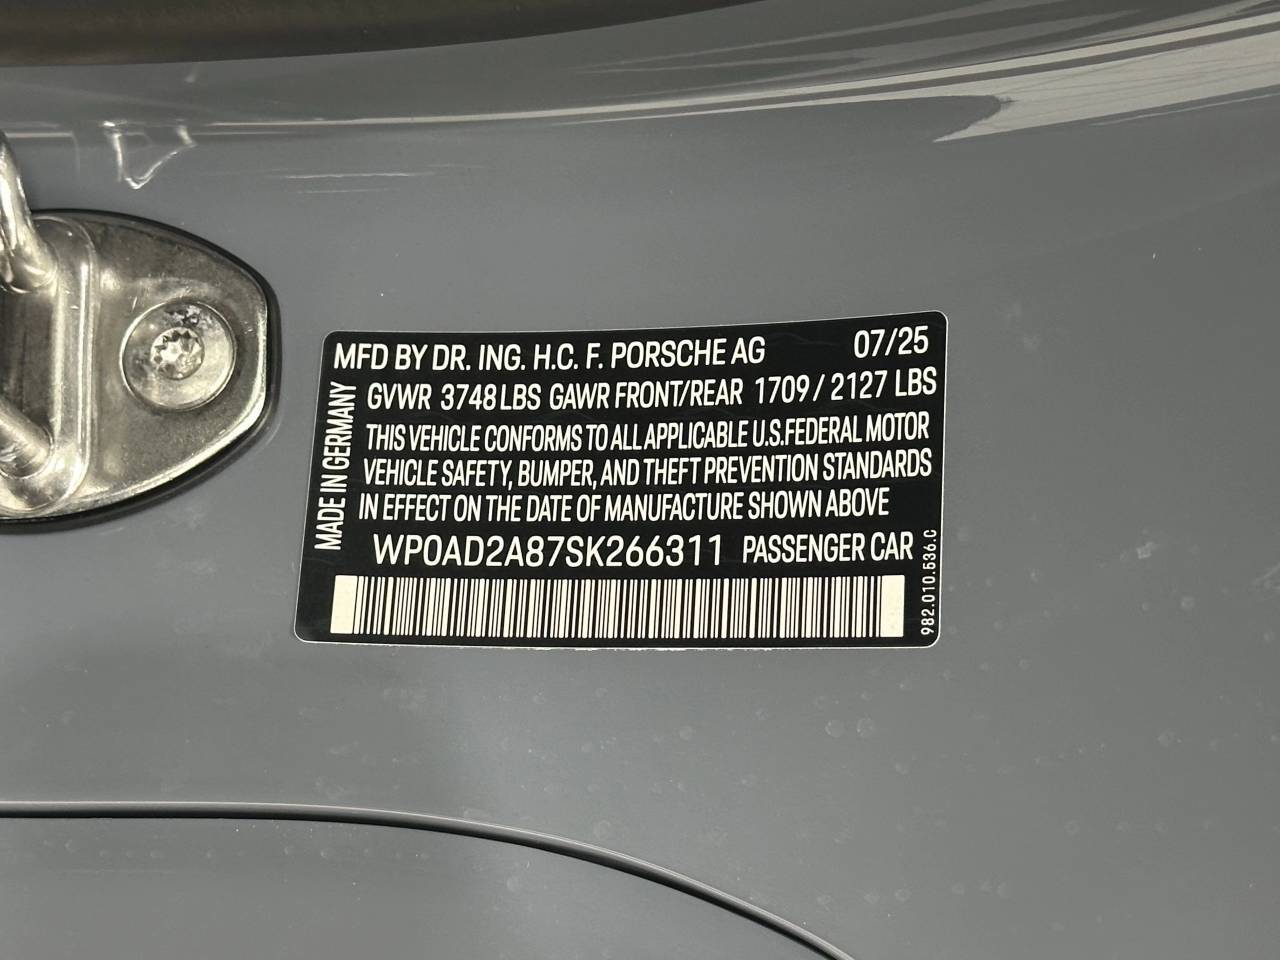 MFD BY DR. ING. H.C. F. PORSCHE AG 07/25
GVWR 3748 LBS GAWR FRONT/REAR 1709 / 2127 LBS
THIS VEHICLE CONFORMS TO ALL APPLICABLE U.S.FEDERAL MOTOR
VEHICLE SAFETY, BUMPER, AND THEFT PREVENTION STANDARDS
IN EFFECT ON THE DATE OF MANUFACTURE SHOWN ABOVE
WP0AD2A87SK266311 PASSENGER CAR
MADE IN GERMANY
982.010.536.C